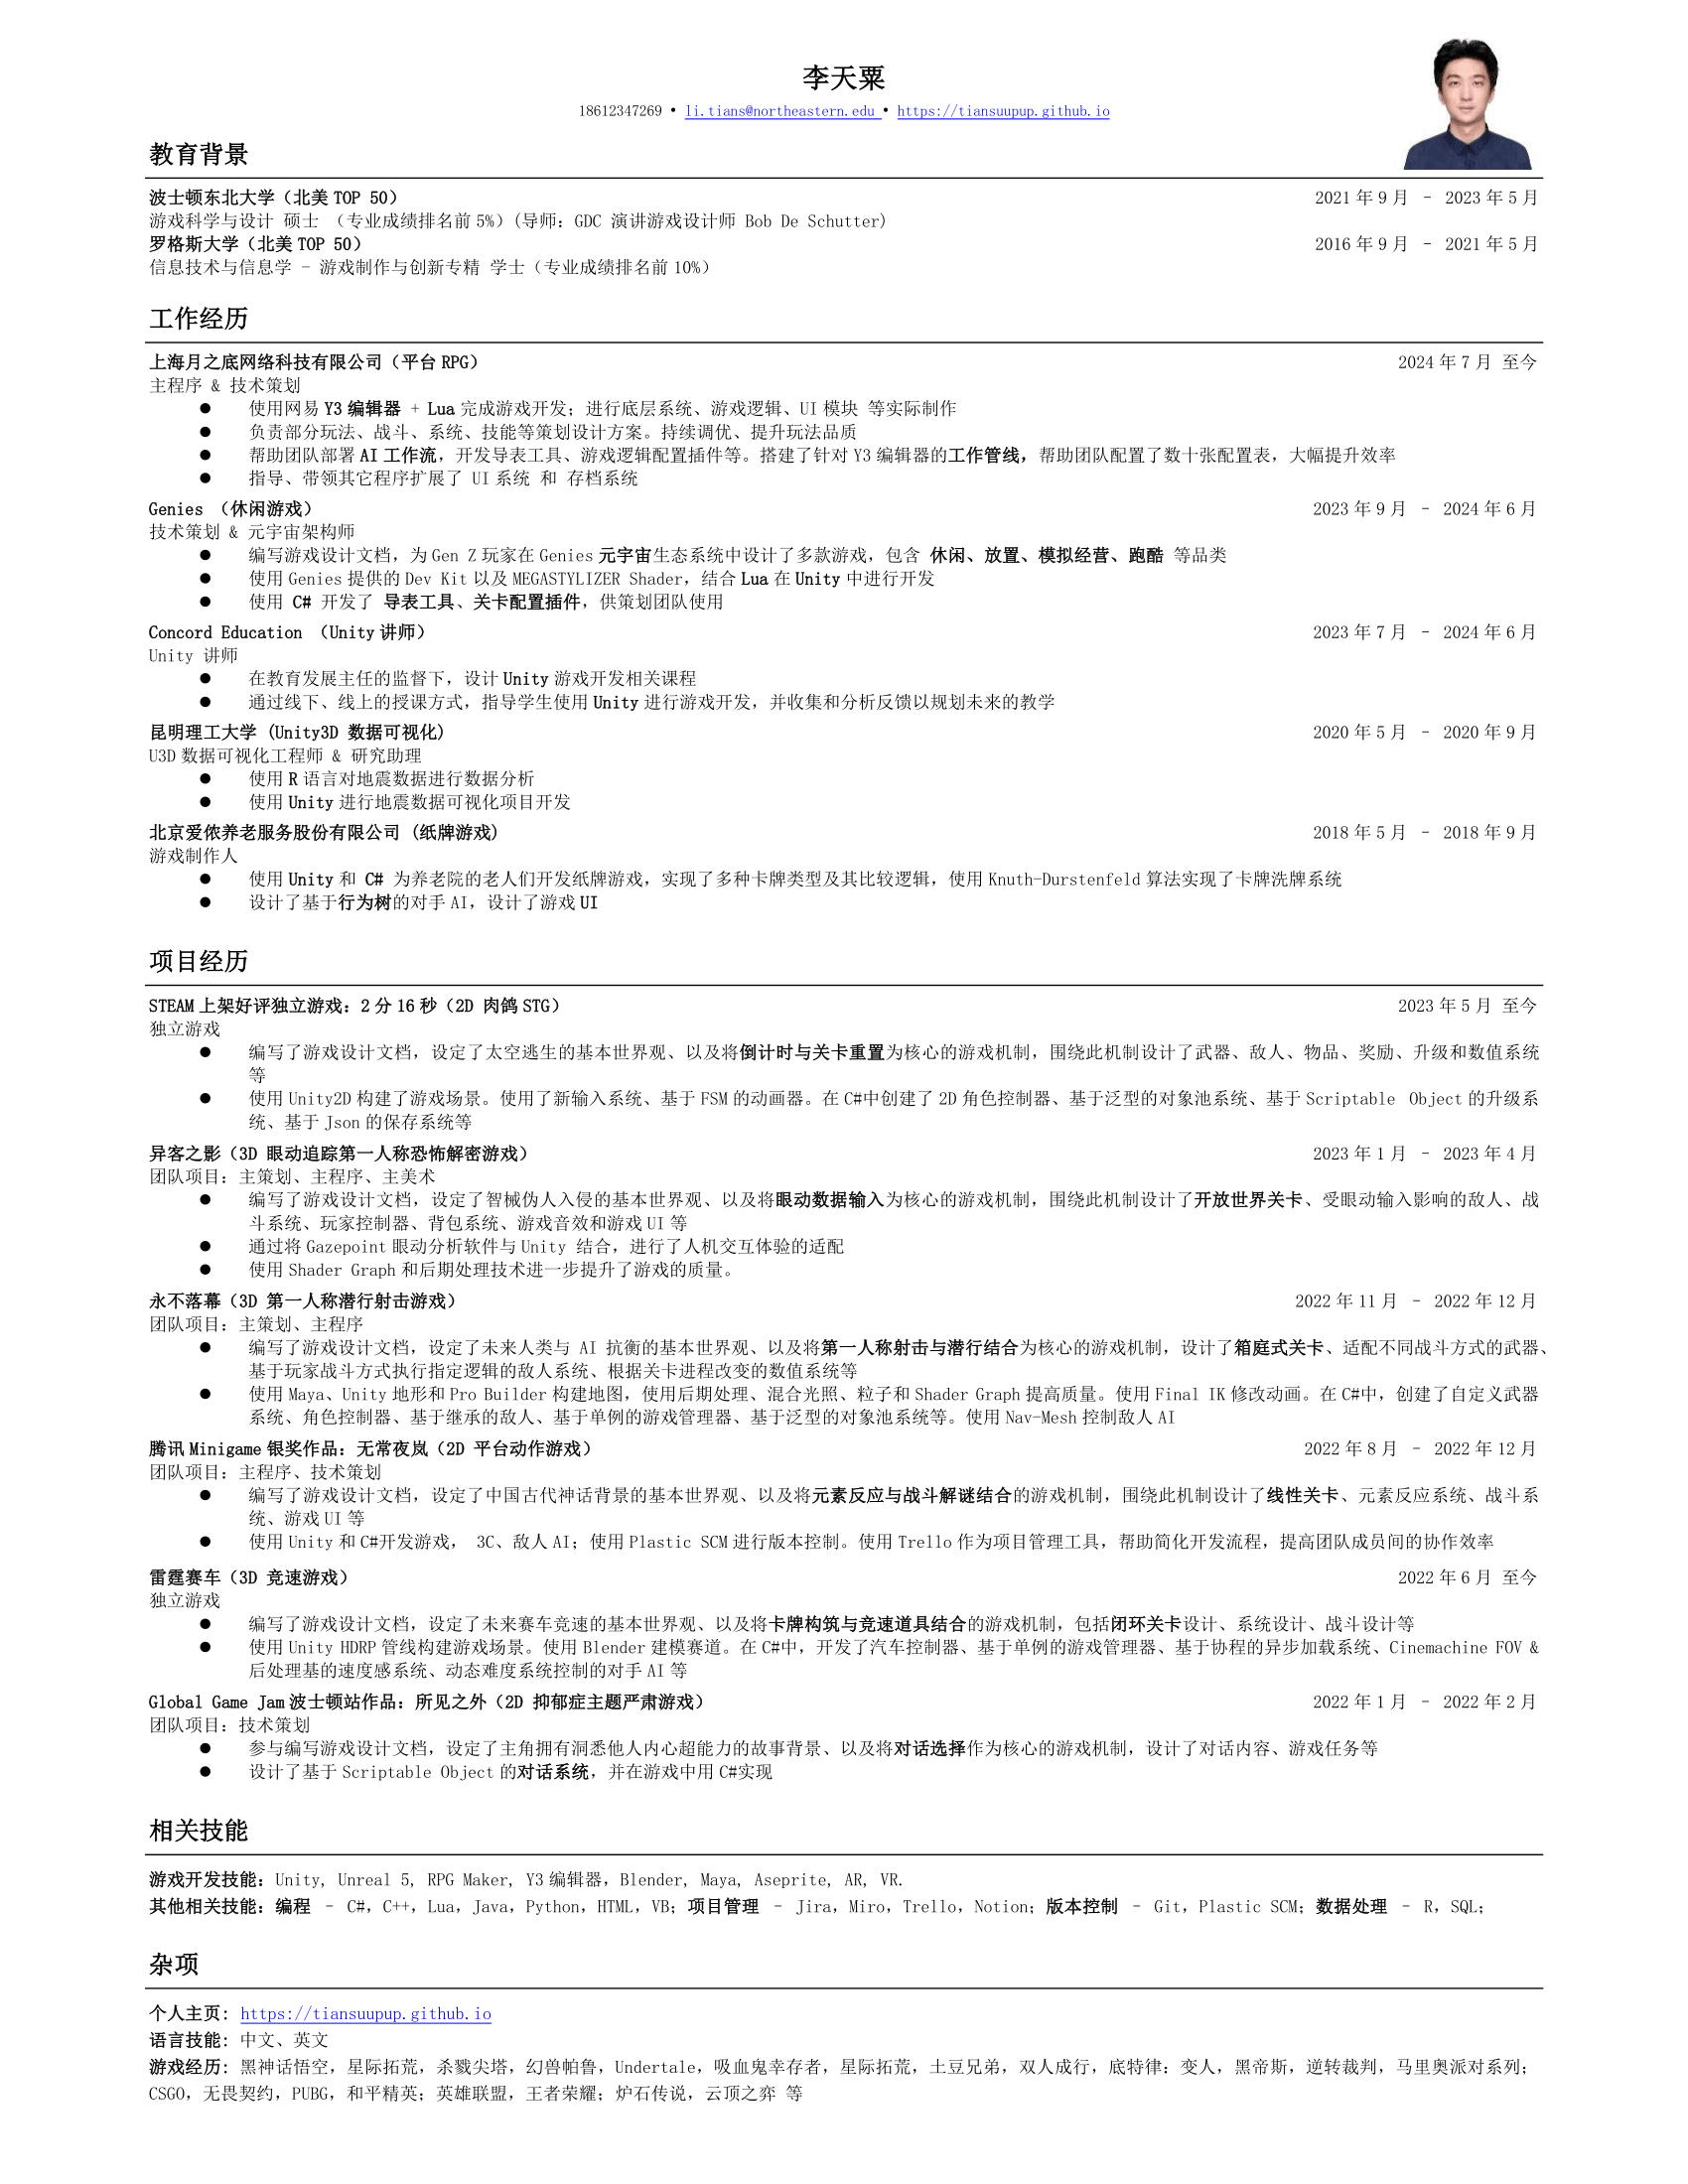 李天粟
18612347269 • li.tians@northeastern.edu • https://tiansuupup.github.io
教育背景
波士顿东北大学（北美 TOP 50） 2021 年 9 月 – 2023 年 5 月
游戏科学与设计 硕士 （专业成绩排名前 5%）(导师：GDC 演讲游戏设计师 Bob De Schutter)
罗格斯大学（北美 TOP 50） 2016 年 9 月 – 2021 年 5 月
信息技术与信息学 - 游戏制作与创新专精 学士（专业成绩排名前 10%）
工作经历
上海月之底网络科技有限公司（平台 RPG） 2024 年 7 月 至今
主程序 & 技术策划
● 使用网易 Y3 编辑器 + Lua 完成游戏开发；进行底层系统、游戏逻辑、UI 模块 等实际制作
● 负责部分玩法、战斗、系统、技能等策划设计方案。持续调优、提升玩法品质
● 帮助团队部署 AI 工作流，开发导表工具、游戏逻辑配置插件等。搭建了针对 Y3 编辑器的工作管线，帮助团队配置了数十张配置表，大幅提升效率
● 指导、带领其它程序扩展了 UI 系统 和 存档系统
Genies （休闲游戏） 2023 年 9 月 – 2024 年 6 月
技术策划 & 元宇宙架构师
● 编写游戏设计文档，为 Gen Z 玩家在 Genies 元宇宙生态系统中设计了多款游戏，包含 休闲、放置、模拟经营、跑酷 等品类
● 使用 Genies 提供的 Dev Kit 以及 MEGASTYLIZER Shader，结合 Lua 在 Unity 中进行开发
● 使用 C# 开发了 导表工具、关卡配置插件，供策划团队使用
Concord Education （Unity 讲师） 2023 年 7 月 – 2024 年 6 月
Unity 讲师
● 在教育发展主任的监督下，设计 Unity 游戏开发相关课程
● 通过线下、线上的授课方式，指导学生使用 Unity 进行游戏开发，并收集和分析反馈以规划未来的教学
昆明理工大学 (Unity3D 数据可视化) 2020 年 5 月 – 2020 年 9 月
U3D 数据可视化工程师 & 研究助理
● 使用 R 语言对地震数据进行数据分析
● 使用 Unity 进行地震数据可视化项目开发
北京爱侬养老服务股份有限公司 (纸牌游戏) 2018 年 5 月 – 2018 年 9 月
游戏制作人
● 使用 Unity 和 C# 为养老院的老人们开发纸牌游戏，实现了多种卡牌类型及其比较逻辑，使用 Knuth-Durstenfeld 算法实现了卡牌洗牌系统
● 设计了基于行为树的对手 AI，设计了游戏 UI
项目经历
STEAM 上架好评独立游戏：2 分 16 秒（2D 肉鸽 STG） 2023 年 5 月 至今
独立游戏
● 编写了游戏设计文档，设定了太空逃生的基本世界观、以及将倒计时与关卡重置为核心的游戏机制，围绕此机制设计了武器、敌人、物品、奖励、升级和数值系统
等
● 使用 Unity2D 构建了游戏场景。使用了新输入系统、基于 FSM 的动画器。在 C#中创建了 2D 角色控制器、基于泛型的对象池系统、基于 Scriptable Object 的升级系
统、基于 Json 的保存系统等
异客之影（3D 眼动追踪第一人称恐怖解密游戏） 2023 年 1 月 – 2023 年 4 月
团队项目：主策划、主程序、主美术
● 编写了游戏设计文档，设定了智械伪人入侵的基本世界观、以及将眼动数据输入为核心的游戏机制，围绕此机制设计了开放世界关卡、受眼动输入影响的敌人、战
斗系统、玩家控制器、背包系统、游戏音效和游戏 UI 等
● 通过将 Gazepoint 眼动分析软件与 Unity 结合，进行了人机交互体验的适配
● 使用 Shader Graph 和后期处理技术进一步提升了游戏的质量。
永不落幕（3D 第一人称潜行射击游戏） 2022 年 11 月 – 2022 年 12 月
团队项目：主策划、主程序
● 编写了游戏设计文档，设定了未来人类与 AI 抗衡的基本世界观、以及将第一人称射击与潜行结合为核心的游戏机制，设计了箱庭式关卡、适配不同战斗方式的武器、
基于玩家战斗方式执行指定逻辑的敌人系统、根据关卡进程改变的数值系统等
● 使用 Maya、Unity 地形和 Pro Builder 构建地图，使用后期处理、混合光照、粒子和 Shader Graph 提高质量。使用 Final IK 修改动画。在 C#中，创建了自定义武器
系统、角色控制器、基于继承的敌人、基于单例的游戏管理器、基于泛型的对象池系统等。使用 Nav-Mesh 控制敌人 AI
腾讯 Minigame 银奖作品：无常夜岚（2D 平台动作游戏） 2022 年 8 月 – 2022 年 12 月
团队项目：主程序、技术策划
● 编写了游戏设计文档，设定了中国古代神话背景的基本世界观、以及将元素反应与战斗解谜结合的游戏机制，围绕此机制设计了线性关卡、元素反应系统、战斗系
统、游戏 UI 等
● 使用 Unity 和 C#开发游戏， 3C、敌人 AI；使用 Plastic SCM 进行版本控制。使用 Trello 作为项目管理工具，帮助简化开发流程，提高团队成员间的协作效率
雷霆赛车（3D 竞速游戏） 2022 年 6 月 至今
独立游戏
● 编写了游戏设计文档，设定了未来赛车竞速的基本世界观、以及将卡牌构筑与竞速道具结合的游戏机制，包括闭环关卡设计、系统设计、战斗设计等
● 使用 Unity HDRP 管线构建游戏场景。使用 Blender 建模赛道。在 C#中，开发了汽车控制器、基于单例的游戏管理器、基于协程的异步加载系统、Cinemachine FOV &
后处理基的速度感系统、动态难度系统控制的对手 AI 等
Global Game Jam 波士顿站作品：所见之外（2D 抑郁症主题严肃游戏） 2022 年 1 月 – 2022 年 2 月
团队项目：技术策划
● 参与编写游戏设计文档，设定了主角拥有洞悉他人内心超能力的故事背景、以及将对话选择作为核心的游戏机制，设计了对话内容、游戏任务等
● 设计了基于 Scriptable Object 的对话系统，并在游戏中用 C#实现
相关技能
游戏开发技能：Unity, Unreal 5, RPG Maker, Y3 编辑器，Blender, Maya, Aseprite, AR, VR.
其他相关技能：编程 – C#，C++，Lua，Java，Python，HTML，VB；项目管理 – Jira，Miro，Trello，Notion；版本控制 – Git，Plastic SCM；数据处理 – R，SQL；
杂项
个人主页: https://tiansuupup.github.io
语言技能: 中文、英文
游戏经历: 黑神话悟空，星际拓荒，杀戮尖塔，幻兽帕鲁，Undertale，吸血鬼幸存者，星际拓荒，土豆兄弟，双人成行，底特律：变人，黑帝斯，逆转裁判，马里奥派对系列；
CSGO，无畏契约，PUBG，和平精英；英雄联盟，王者荣耀；炉石传说，云顶之弈 等